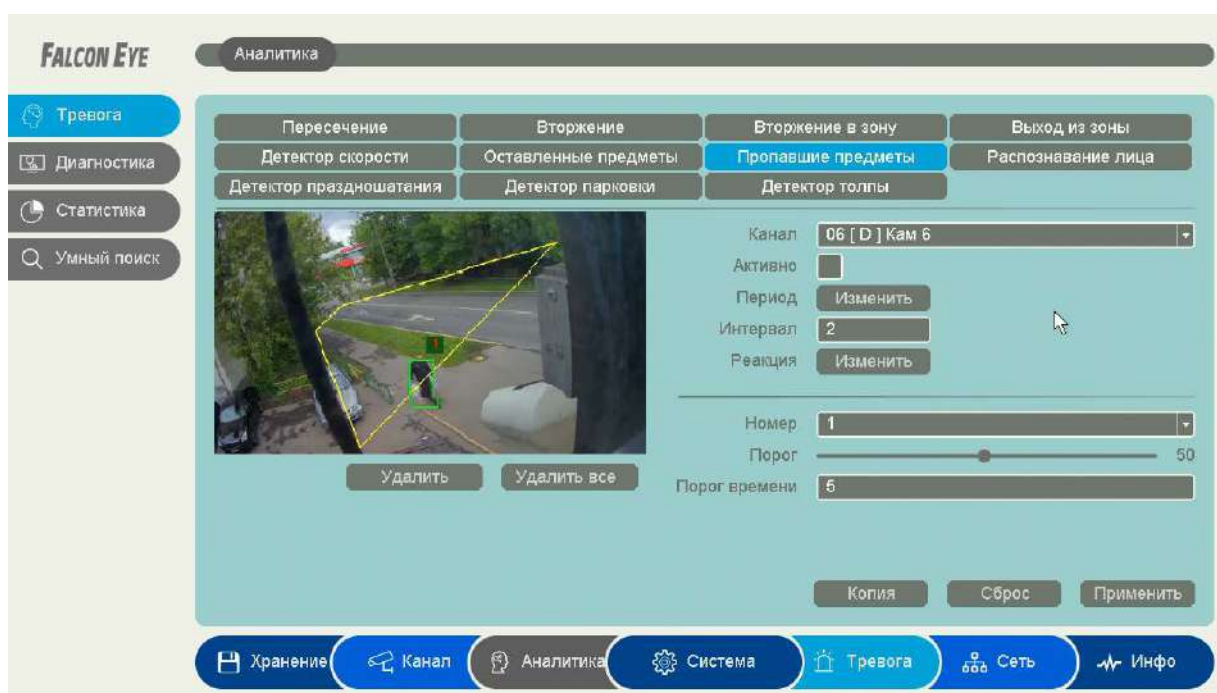 FALCON EYE
Аналитика
Тревога
Диагностика
Статистика
Умный поиск
Пересечение
Вторжение
Вторжение в зону
Выход из зоны
Детектор скорости
Оставленные предметы
Пропавшие предметы
Распознавание лица
Детектор праздношатания
Детектор парковки
Детектор толпы
1
Удалить
Удалить все
Канал
06 [ D ] Кам 6
Активно
Период
Изменить
Интервал
2
Реакция
Изменить
Номер
1
Порог
50
Порог времени
5
Копия
Сброс
Применить
Хранение
Канал
Аналитика
Система
Тревога
Сеть
Инфо